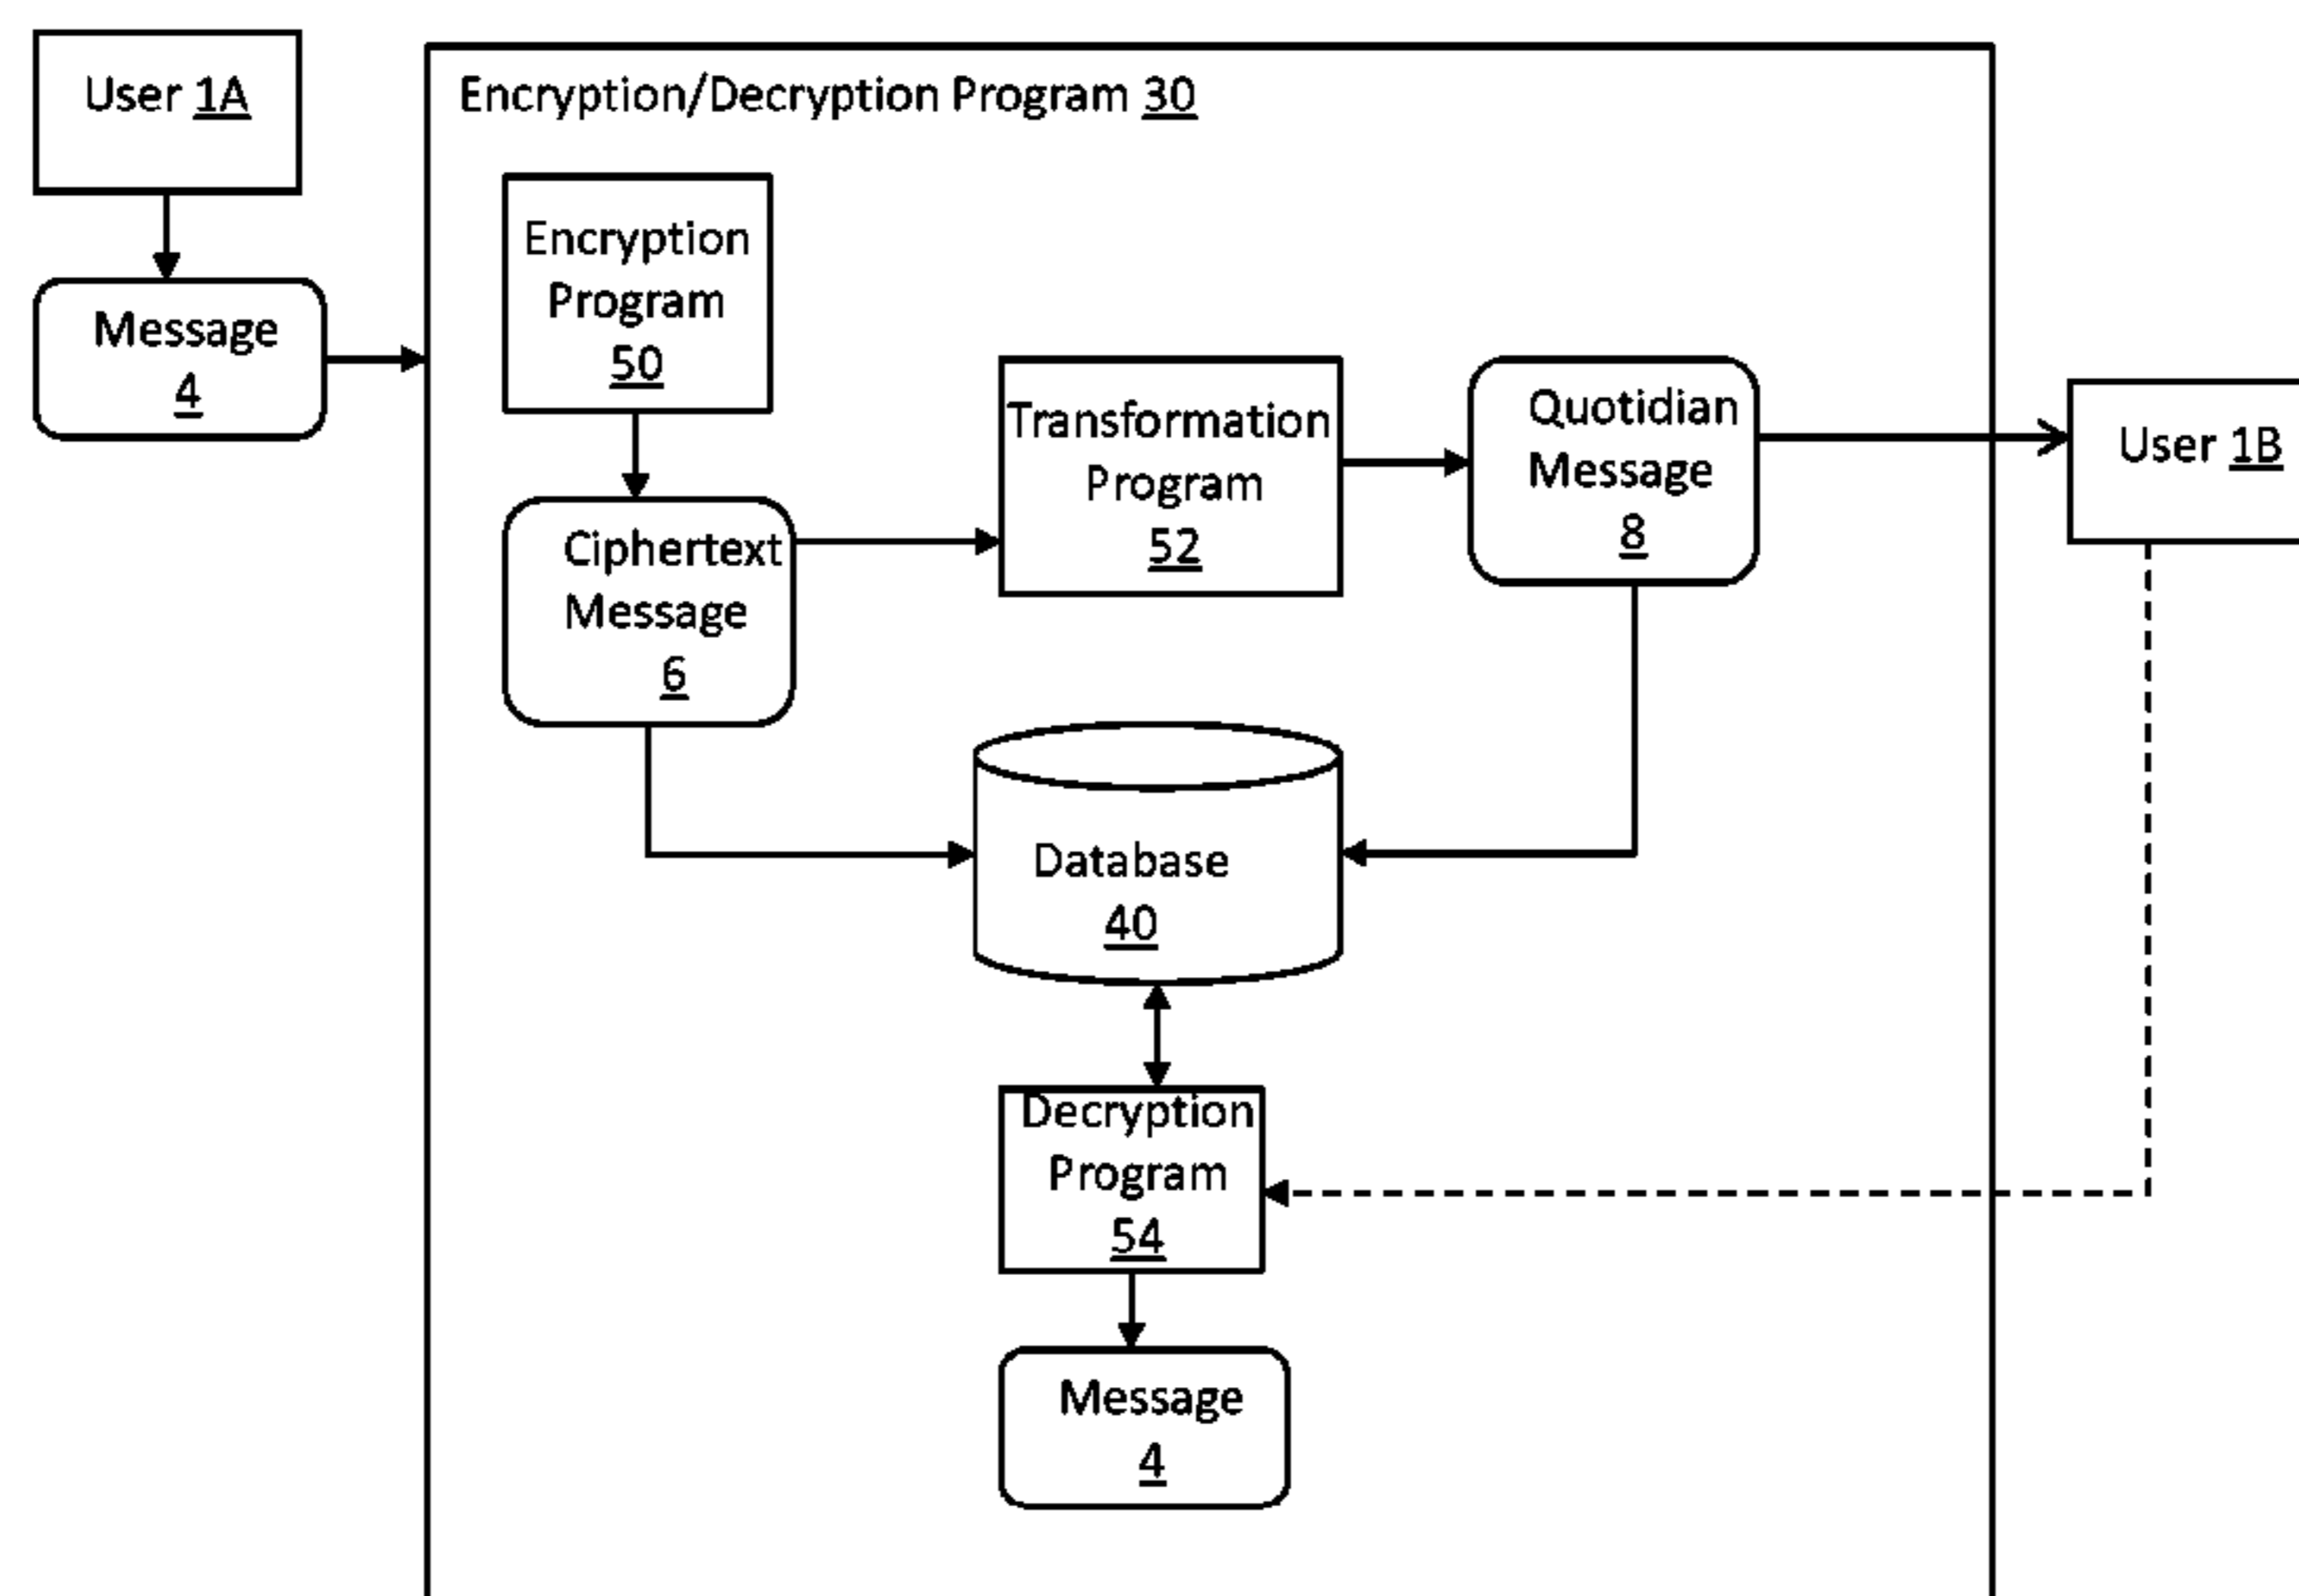 User 1A
Encryption/Decryption Program 30
Message
4
Encryption
Program
50
Transformation
Program
52
Quotidian
Message
8
User 1B
Ciphertext
Message
6
Database
40
Decryption
Program
54
Message
4